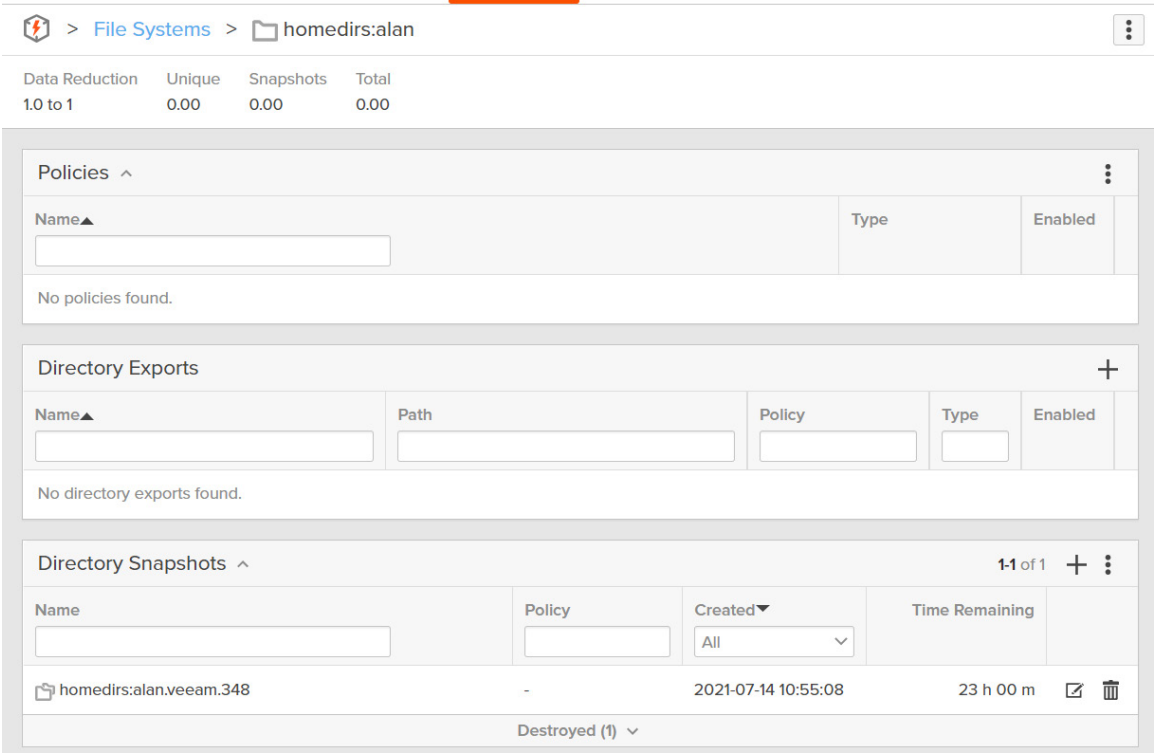 > File Systems > homedirs:alan
Data Reduction Unique Snapshots Total
1.0 to 1 0.00 0.00 0.00
Policies
Name Type Enabled
No policies found.
Directory Exports
Name Path Policy Type Enabled
No directory exports found.
Directory Snapshots 1-1 of 1
Name Policy Created Time Remaining
All
homedirs:alan.veeam.348 - 2021-07-14 10:55:08 23 h 00 m
Destroyed (1)